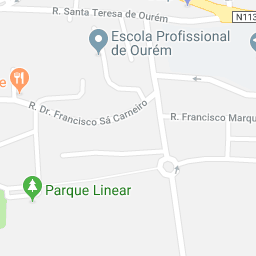 R. Santa Teresa de Ourém
N113
Escola Profissional
de Ourém
e
R. Dr. Francisco Sá Carneiro
R. Francisco Marqu
Parque Linear